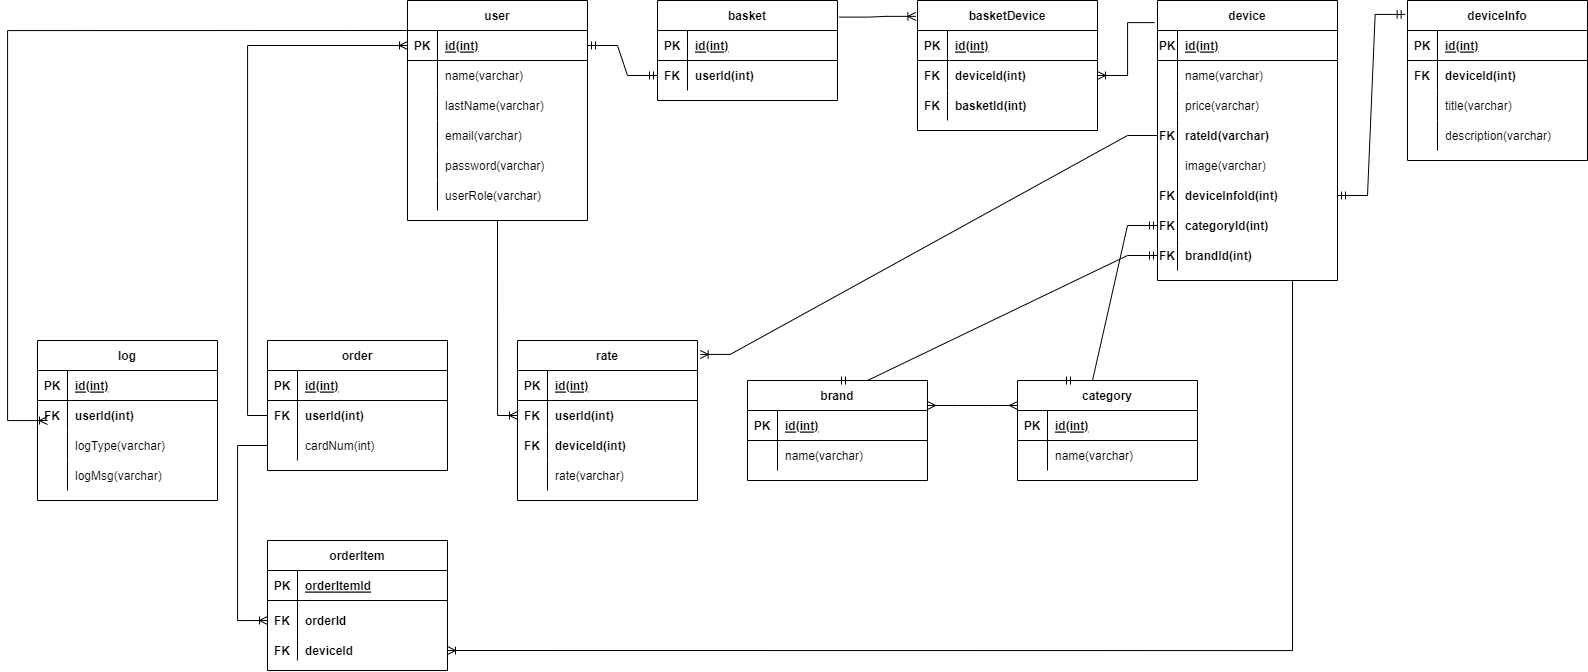 user
PK id(int)
name(varchar)
lastName(varchar)
email(varchar)
password(varchar)
userRole(varchar)
basket
PK id(int)
FK userId(int)
basketDevice
PK id(int)
FK deviceId(int)
FK basketId(int)
device
PK id(int)
name(varchar)
price(varchar)
FK rateId(varchar)
image(varchar)
FK deviceInfoId(int)
FK categoryId(int)
FK brandId(int)
deviceInfo
PK id(int)
FK deviceId(int)
title(varchar)
description(varchar)
log
PK id(int)
FK userId(int)
logType(varchar)
logMsg(varchar)
order
PK id(int)
FK userId(int)
cardNum(int)
rate
PK id(int)
FK userId(int)
FK deviceId(int)
rate(varchar)
brand
PK id(int)
name(varchar)
category
PK id(int)
name(varchar)
orderItem
PK orderItemId
FK orderId
FK deviceId